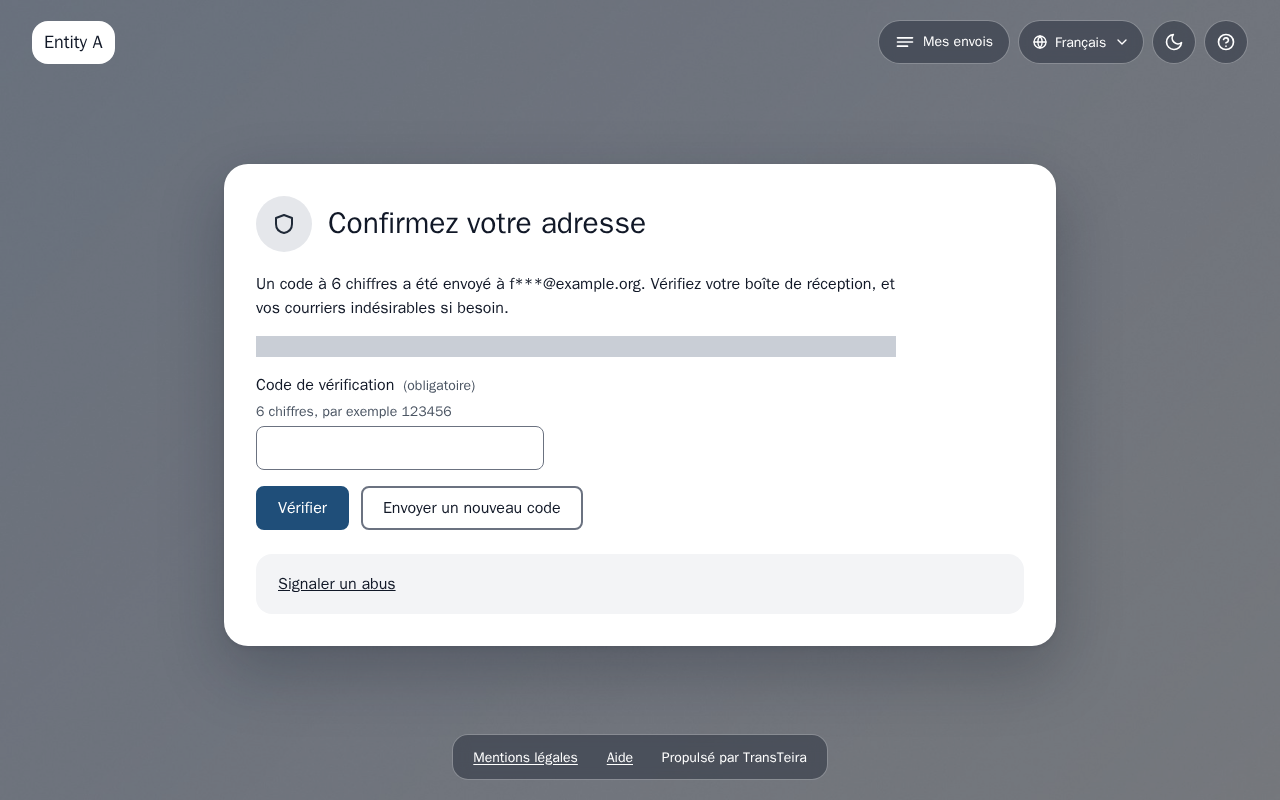 Entity A
Mes envois
Français
Confirmez votre adresse
Un code à 6 chiffres a été envoyé à f***@example.org. Vérifiez votre boîte de réception, et
vos courriers indésirables si besoin.
Code de vérification (obligatoire)
6 chiffres, par exemple 123456
Vérifier
Envoyer un nouveau code
Signaler un abus
Mentions légales
Aide
Propulsé par TransTeira